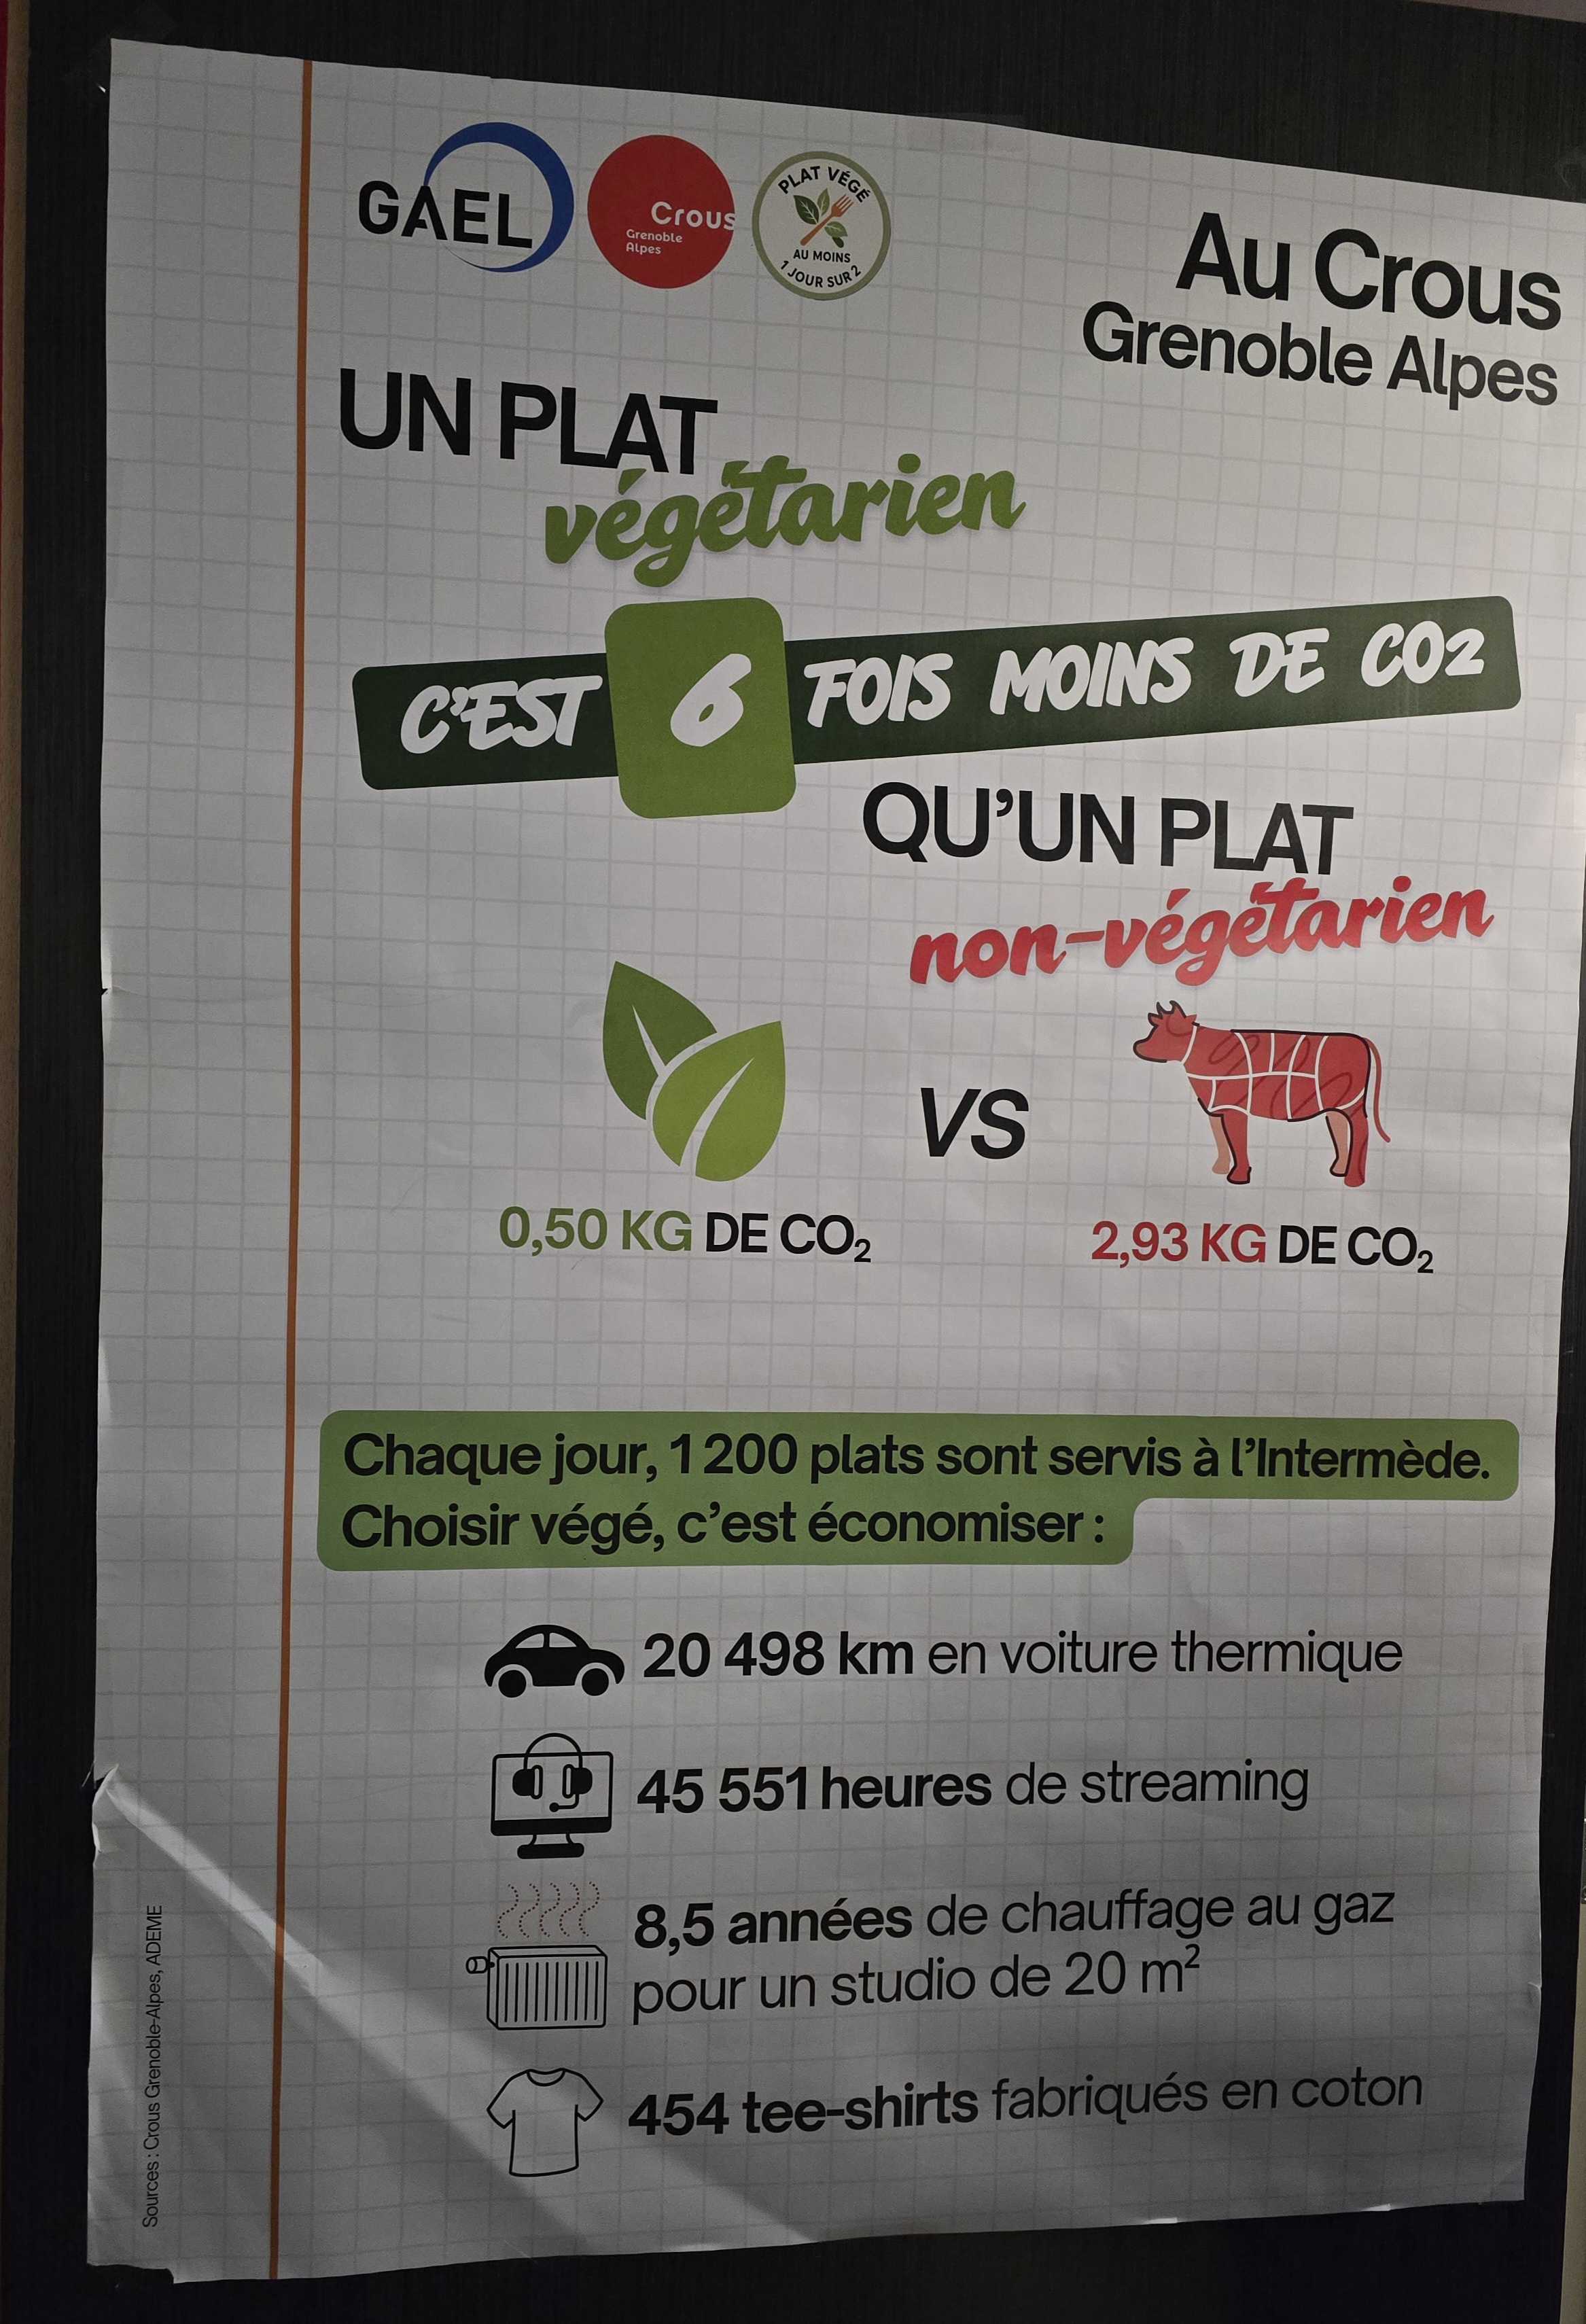 GAEL
Crous
Grenoble
Alpes
PLAT VÉGÉ
AU MOINS
1 JOUR SUR 2
Au Crous
Grenoble Alpes
UN PLAT
végétarien
C'EST 6 FOIS MOINS DE CO2
QU'UN PLAT
non-végétarien
VS
0,50 KG DE CO₂
2,93 KG DE CO₂
Chaque jour, 1 200 plats sont servis à l'Intermède.
Choisir végé, c'est économiser :
20 498 km en voiture thermique
45 551 heures de streaming
8,5 années de chauffage au gaz
pour un studio de 20 m²
454 tee-shirts fabriqués en coton
Sources : Crous Grenoble-Alpes, ADEME